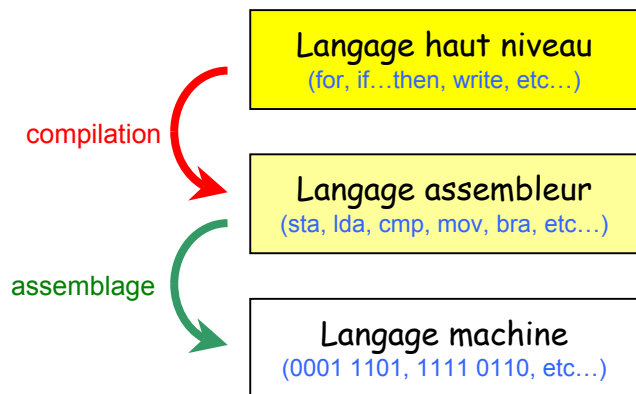 Langage haut niveau
(for, if…then, write, etc…)
compilation
Langage assembleur
(sta, lda, cmp, mov, bra, etc…)
assemblage
Langage machine
(0001 1101, 1111 0110, etc…)